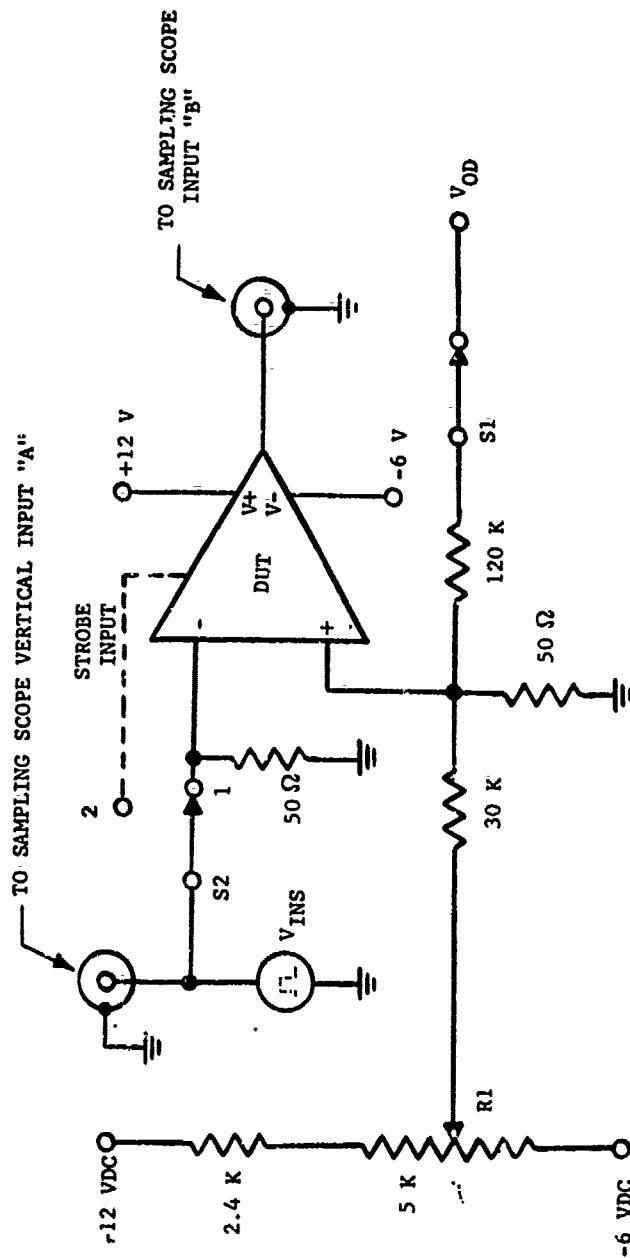 TO SAMPLING SCOPE VERTICAL INPUT "A"
TO SAMPLING SCOPE
INPUT "B"
2
STROBE
INPUT
+12 V
S2
1
-
V+
V-
DUT
+
50 Ω
-6 V
V_INS
+12 VDC
2.4 K
5 K
R1
30 K
120 K
S1
V_OD
50 Ω
-6 VDC